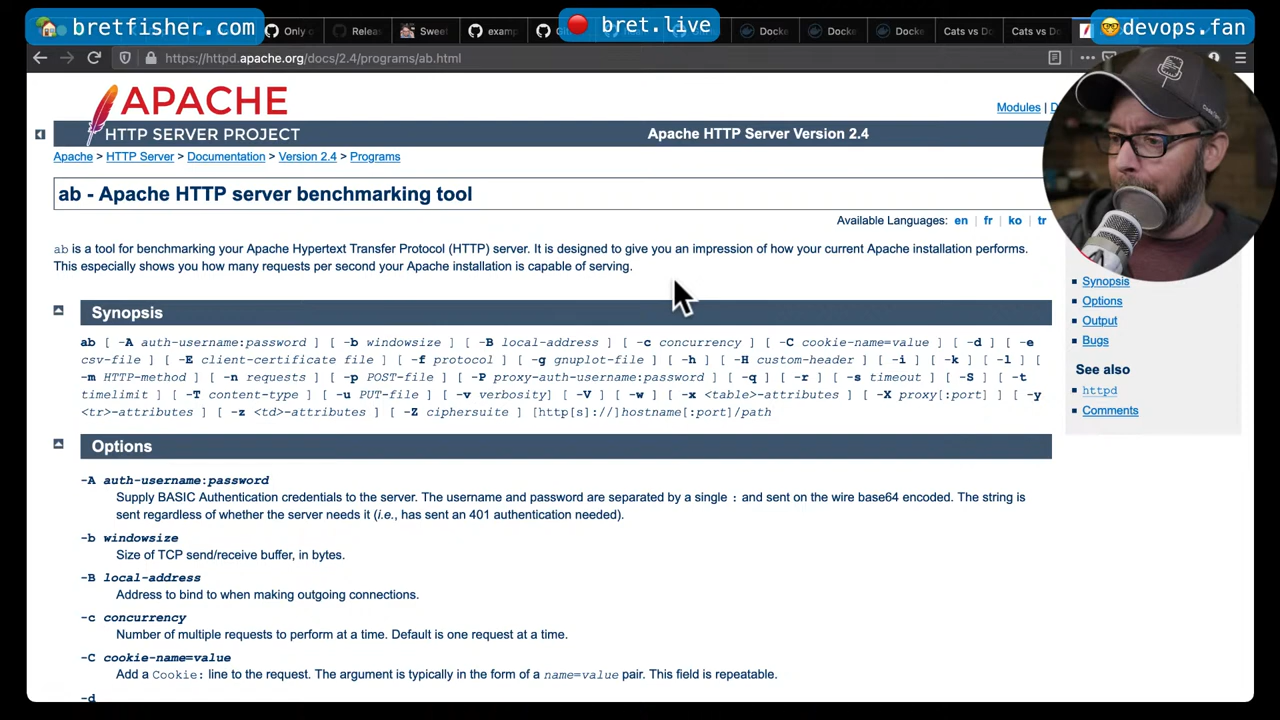 bretfisher.com
bret.live
devops.fan
Only o
Releas
Sweet
examp
Docke
Docke
Docke
Cats vs Do
Cats vs Do
https://httpd.apache.org/docs/2.4/programs/ab.html
APACHE
HTTP SERVER PROJECT
Modules | D
Apache HTTP Server Version 2.4
Apache > HTTP Server > Documentation > Version 2.4 > Programs
ab - Apache HTTP server benchmarking tool
Available Languages: en | fr | ko | tr
ab is a tool for benchmarking your Apache Hypertext Transfer Protocol (HTTP) server. It is designed to give you an impression of how your current Apache installation performs.
This especially shows you how many requests per second your Apache installation is capable of serving.
Synopsis
Options
Output
Bugs
See also
httpd
Comments
Synopsis
ab [ -A auth-username:password ] [ -b windowsize ] [ -B local-address ] [ -c concurrency ] [ -C cookie-name=value ] [ -d ] [ -e
csv-file ] [ -E client-certificate file ] [ -f protocol ] [ -g gnuplot-file ] [ -h ] [ -H custom-header ] [ -i ] [ -k ] [ -l ] [
-m HTTP-method ] [ -n requests ] [ -p POST-file ] [ -P proxy-auth-username:password ] [ -q ] [ -r ] [ -s timeout ] [ -S ] [ -t
timelimit ] [ -T content-type ] [ -u PUT-file ] [ -v verbosity] [ -V ] [ -w ] [ -x <table>-attributes ] [ -X proxy[:port] ] [ -y
<tr>-attributes ] [ -z <td>-attributes ] [ -Z ciphersuite ] [http[s]://]hostname[:port]/path
Options
-A auth-username:password
Supply BASIC Authentication credentials to the server. The username and password are separated by a single : and sent on the wire base64 encoded. The string is
sent regardless of whether the server needs it (i.e., has sent an 401 authentication needed).
-b windowsize
Size of TCP send/receive buffer, in bytes.
-B local-address
Address to bind to when making outgoing connections.
-c concurrency
Number of multiple requests to perform at a time. Default is one request at a time.
-C cookie-name=value
Add a Cookie: line to the request. The argument is typically in the form of a name=value pair. This field is repeatable.
-d